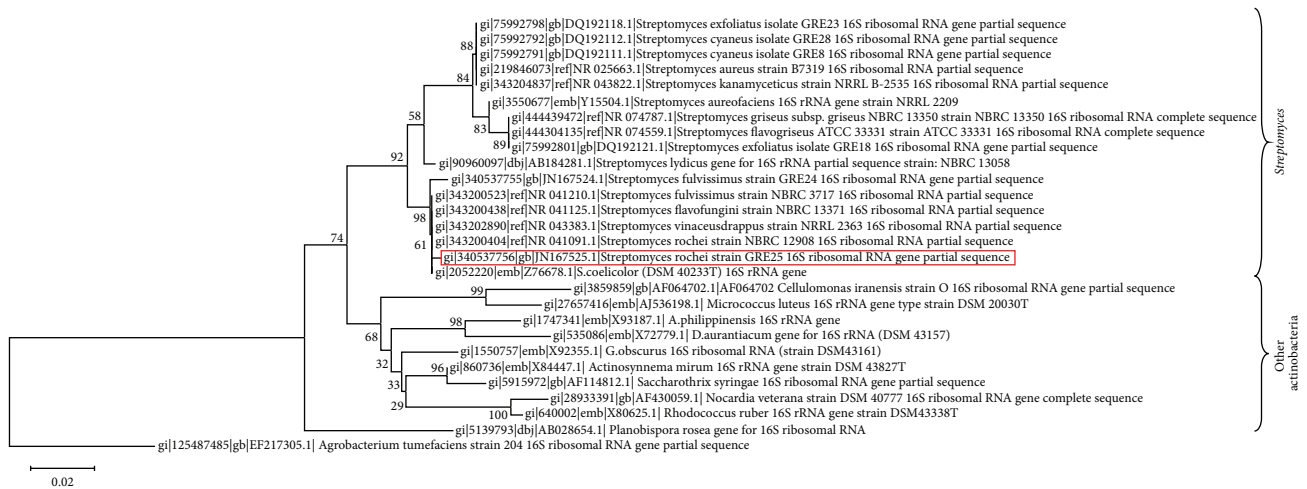 gi|75992798|gb|DQ192118.1|Streptomyces exfoliatus isolate GRE23 16S ribosomal RNA gene partial sequence
gi|75992792|gb|DQ192112.1|Streptomyces cyaneus isolate GRE28 16S ribosomal RNA gene partial sequence
88
gi|75992791|gb|DQ192111.1|Streptomyces cyaneus isolate GRE8 16S ribosomal RNA gene partial sequence
gi|219846073|ref|NR 025663.1|Streptomyces aureus strain B7319 16S ribosomal RNA partial sequence
84
gi|343204837|ref|NR 043822.1|Streptomyces kanamyceticus strain NRRL B-2535 16S ribosomal RNA partial sequence
gi|3550677|emb|Y15504.1|Streptomyces aureofaciens 16S rRNA gene strain NRRL 2209
58
gi|444439472|ref|NR 074787.1|Streptomyces griseus subsp. griseus NBRC 13350 strain NBRC 13350 16S ribosomal RNA complete sequence
83
gi|444304135|ref|NR 074559.1|Streptomyces flavogriseus ATCC 33331 strain ATCC 33331 16S ribosomal RNA complete sequence
89
gi|75992801|gb|DQ192121.1|Streptomyces exfoliatus isolate GRE18 16S ribosomal RNA gene partial sequence
Streptomyces
92
gi|90960097|dbj|AB184281.1|Streptomyces lydicus gene for 16S rRNA partial sequence strain: NBRC 13058
gi|340537755|gb|JN167524.1|Streptomyces fulvissimus strain GRE24 16S ribosomal RNA gene partial sequence
gi|343200523|ref|NR 041210.1|Streptomyces fulvissimus strain NBRC 3717 16S ribosomal RNA partial sequence
gi|343200438|ref|NR 041125.1|Streptomyces flavofungini strain NBRC 13371 16S ribosomal RNA partial sequence
98
gi|343202890|ref|NR 043383.1|Streptomyces vinaceusdrappus strain NRRL 2363 16S ribosomal RNA partial sequence
74
gi|343200404|ref|NR 041091.1|Streptomyces rochei strain NBRC 12908 16S ribosomal RNA partial sequence
61
gi|340537756|gb|JN167525.1|Streptomyces rochei strain GRE25 16S ribosomal RNA gene partial sequence
gi|2052220|emb|Z76678.1|S.coelicolor (DSM 40233T) 16S rRNA gene
99
gi|3859859|gb|AF064702.1|AF064702 Cellulomonas iranensis strain O 16S ribosomal RNA gene partial sequence
gi|27657416|emb|AJ536198.1| Micrococcus luteus 16S rRNA gene type strain DSM 20030T
98
gi|1747341|emb|X93187.1| A.philippinensis 16S rRNA gene
68
gi|535086|emb|X72779.1| D.aurantiacum gene for 16S rRNA (DSM 43157)
gi|1550757|emb|X92355.1| G.obscurus 16S ribosomal RNA (strain DSM43161)
32
96
gi|860736|emb|X84447.1| Actinosynnema mirum 16S rRNA gene strain DSM 43827T
33
gi|5915972|gb|AF114812.1| Saccharothrix syringae 16S ribosomal RNA gene partial sequence
gi|28933391|gb|AF430059.1| Nocardia veterana strain DSM 40777 16S ribosomal RNA gene complete sequence
29
100
gi|640002|emb|X80625.1| Rhodococcus ruber 16S rRNA gene strain DSM43338T
gi|5139793|dbj|AB028654.1| Planobispora rosea gene for 16S ribosomal RNA
Other
actinobacteria
gi|125487485|gb|EF217305.1| Agrobacterium tumefaciens strain 204 16S ribosomal RNA gene partial sequence
0.02